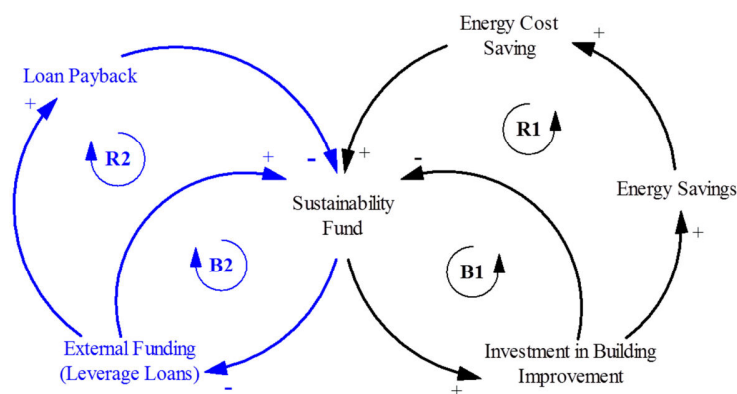 Energy Cost
Saving
+
Loan Payback
+
R2
R1
+
-
+
-
Sustainability
Fund
Energy Savings
+
B2
B1
External Funding
(Leverage Loans)
-
Investment in Building
Improvement
+